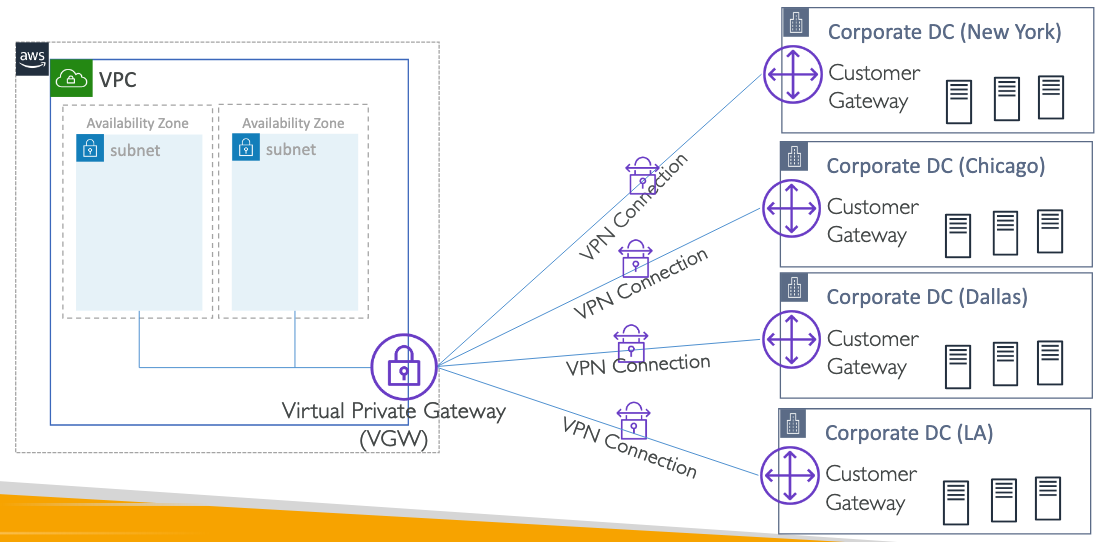 aws
VPC
Availability Zone
subnet
Availability Zone
subnet
Virtual Private Gateway
(VGW)
VPN Connection
VPN Connection
VPN Connection
VPN Connection
Corporate DC (New York)
Customer
Gateway
Corporate DC (Chicago)
Customer
Gateway
Corporate DC (Dallas)
Customer
Gateway
Corporate DC (LA)
Customer
Gateway